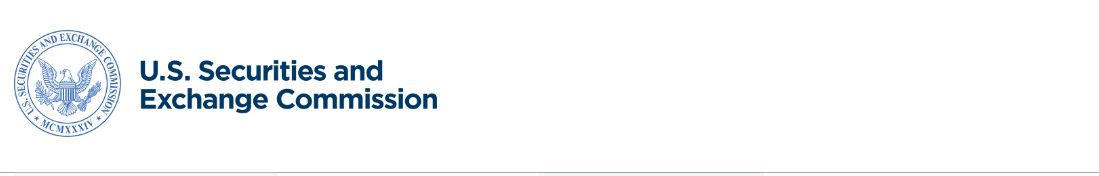 U.S. SECURITIES AND EXCHANGE COMMISSION
MCMXXXIV
U.S. Securities and
Exchange Commission